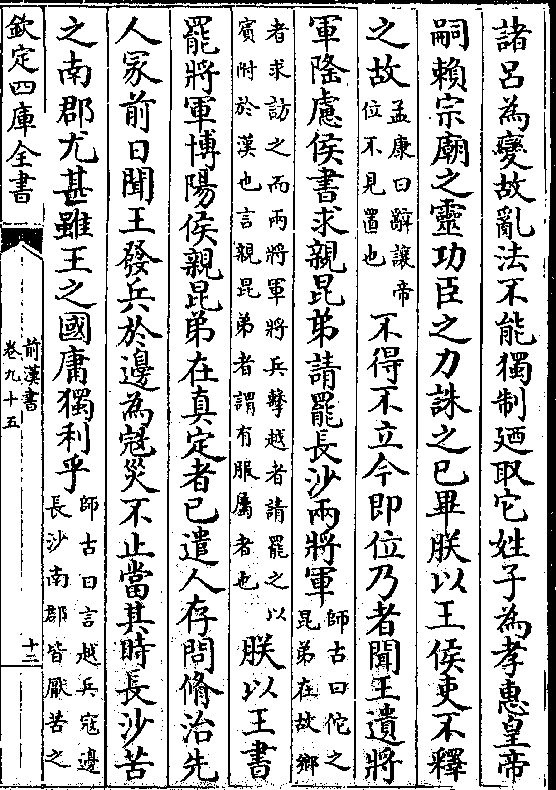 諸呂為變故亂法不能獨制廼取它姓子為孝惠皇帝
嗣賴宗廟之靈功臣之力誅之已畢朕以王侯吏不釋
之故孟康曰辭讓帝位不見置也不得不立今即位乃者聞王遺將
軍隆慮侯書求親昆弟請罷長沙兩將軍師古曰佗之昆弟在故鄉
者求訪之而兩將軍將兵擊越者請罷之以賓附於漢也言親昆弟者謂有服屬者也朕以王書
罷將軍博陽侯親昆弟在真定者已遣人存問脩治先
人冢前日聞王發兵於邊為寇災不止當其時長沙苦
之南郡尤甚雖王之國庸獨利乎師古曰言越兵寇邊長沙南郡皆厭苦之
欽定四庫全書
前漢書
卷九十五
十二